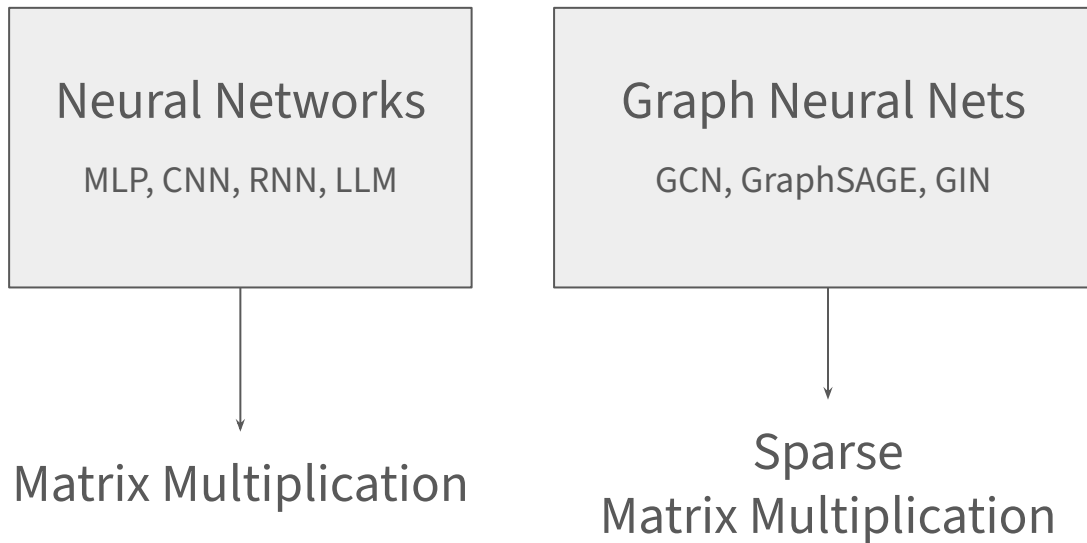 Neural Networks
MLP, CNN, RNN, LLM
Matrix Multiplication
Graph Neural Nets
GCN, GraphSAGE, GIN
Sparse
Matrix Multiplication